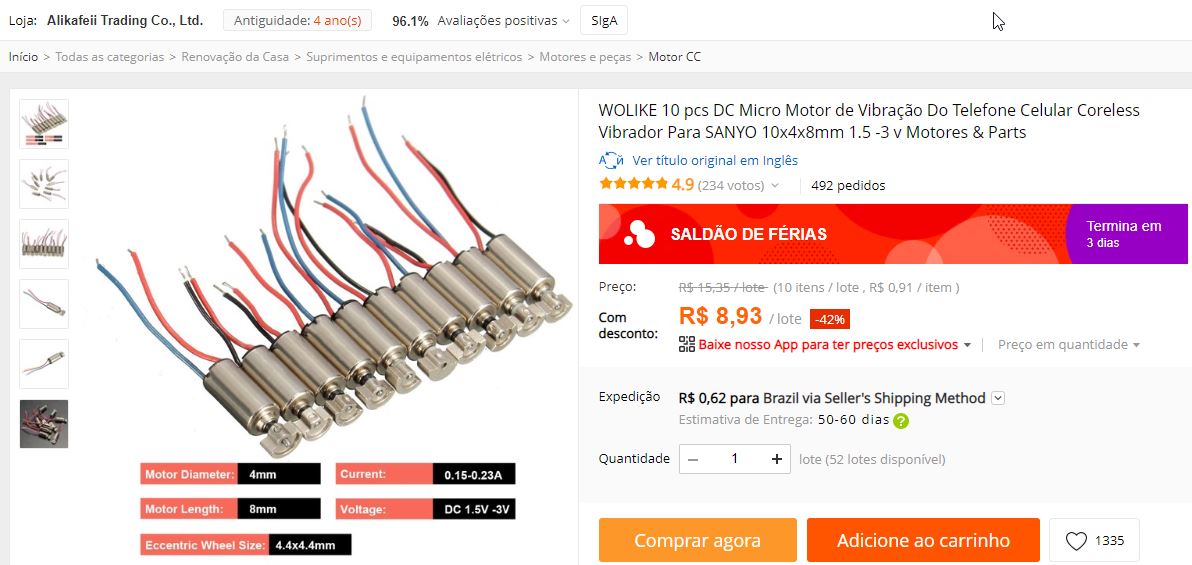 Loja: Alikafeii Trading Co., Ltd. Antiguidade: 4 ano(s) 96.1% Avaliações positivas SIgA
Início > Todas as categorias > Renovação da Casa > Suprimentos e equipamentos elétricos > Motores e peças > Motor CC
WOLIKE 10 pcs DC Micro Motor de Vibração Do Telefone Celular Coreless
Vibrador Para SANYO 10x4x8mm 1.5 -3 v Motores & Parts
Ver título original em Inglês
4.9 (234 votos) 492 pedidos
SALDÃO DE FÉRIAS
Termina em
3 dias
Preço: R$ 15,35 / lote (10 itens / lote , R$ 0,91 / item )
Com
desconto:
R$ 8,93 / lote -42%
Baixe nosso App para ter preços exclusivos Preço em quantidade
Expedição R$ 0,62 para Brazil via Seller's Shipping Method
Estimativa de Entrega: 50-60 dias ?
Quantidade − 1 + lote (52 lotes disponível)
Comprar agora Adicione ao carrinho 1335
Motor Diameter: 4mm Current: 0.15-0.23A
Motor Length: 8mm Voltage: DC 1.5V -3V
Eccentric Wheel Size: 4.4x4.4mm